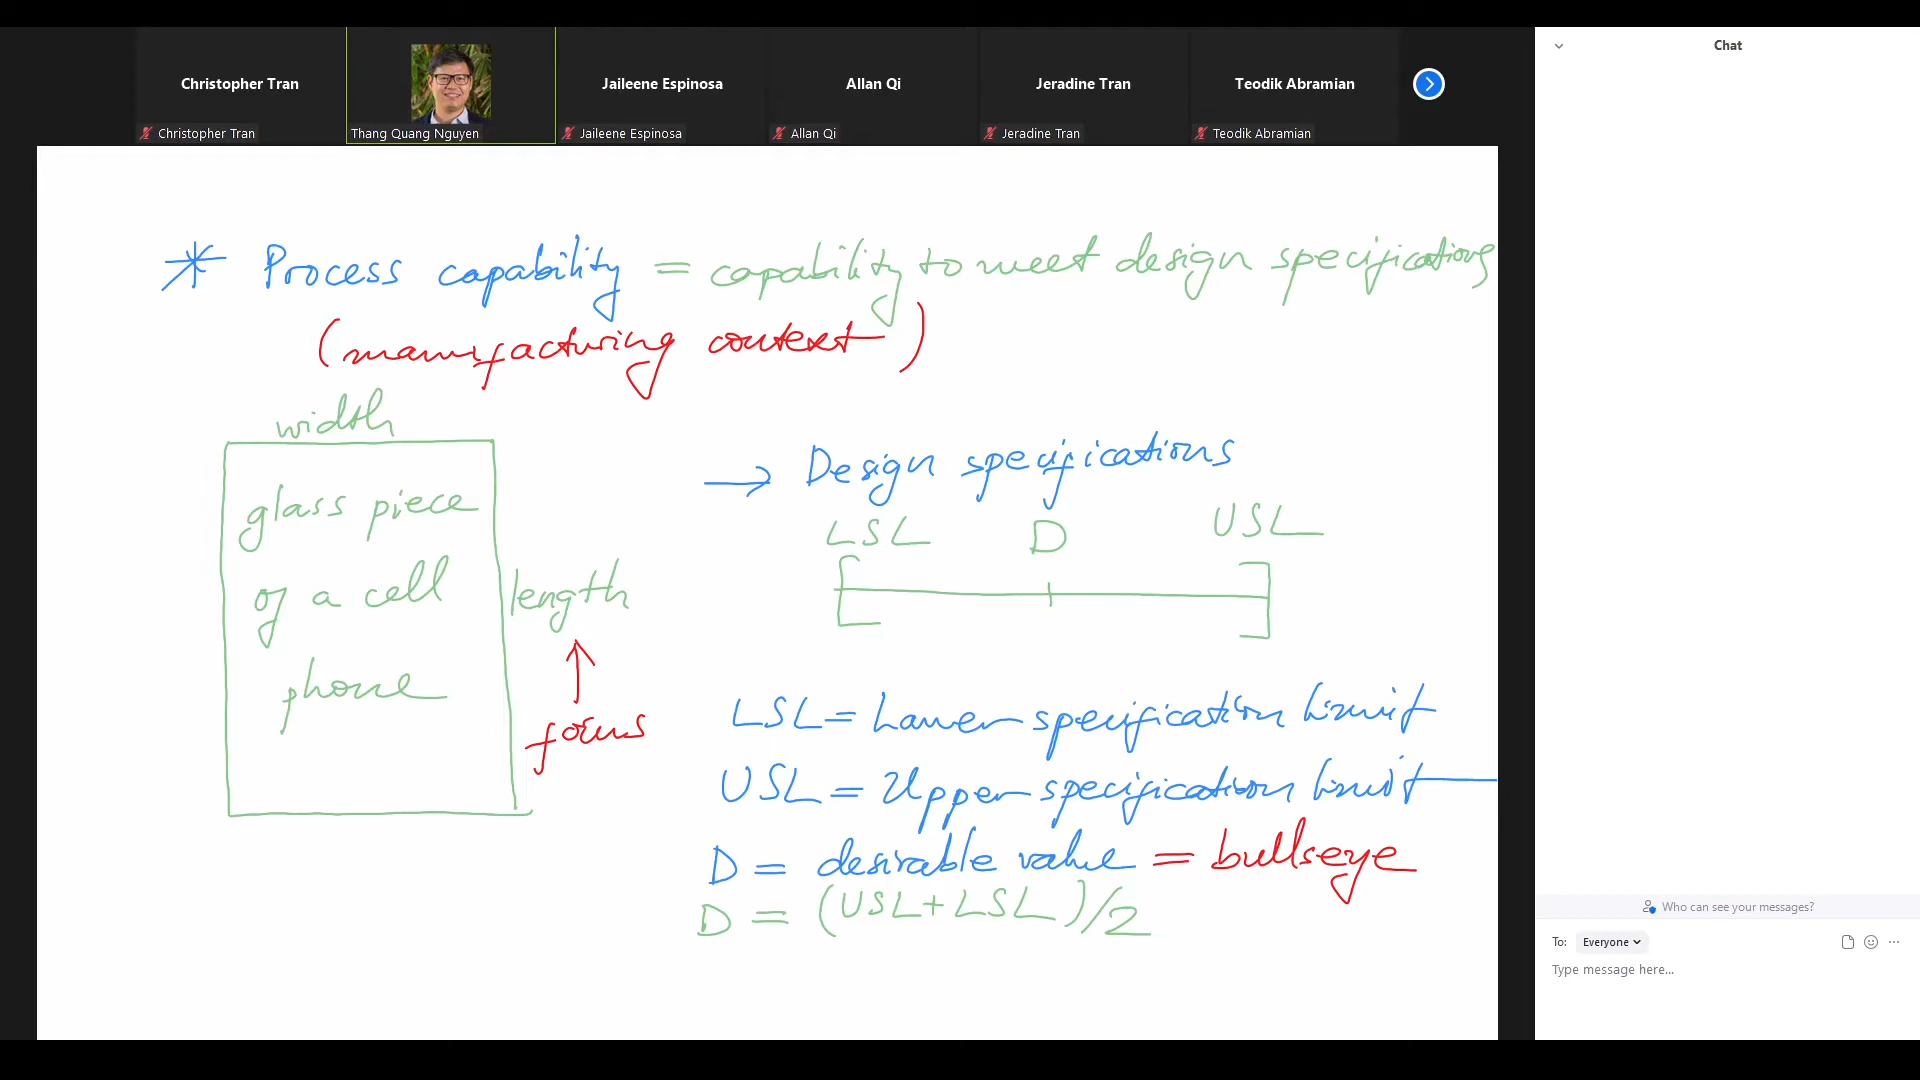 Chat
Christopher Tran
Jaileene Espinosa
Allan Qi
Jeradine Tran
Teodik Abramian
Christopher Tran
Thang Quang Nguyen
Jaileene Espinosa
Allan Qi
Jeradine Tran
Teodik Abramian
* Process capability = capability to meet design specifications
(manufacturing context)
width
glass piece
of a cell
phone
length
↑
focus
→ Design specifications
LSL D USL
LSL = Lower specification limit
USL = Upper specification limit
D = desirable value = bullseye
D = (USL+LSL)/2
Who can see your messages?
To: Everyone
Type message here...